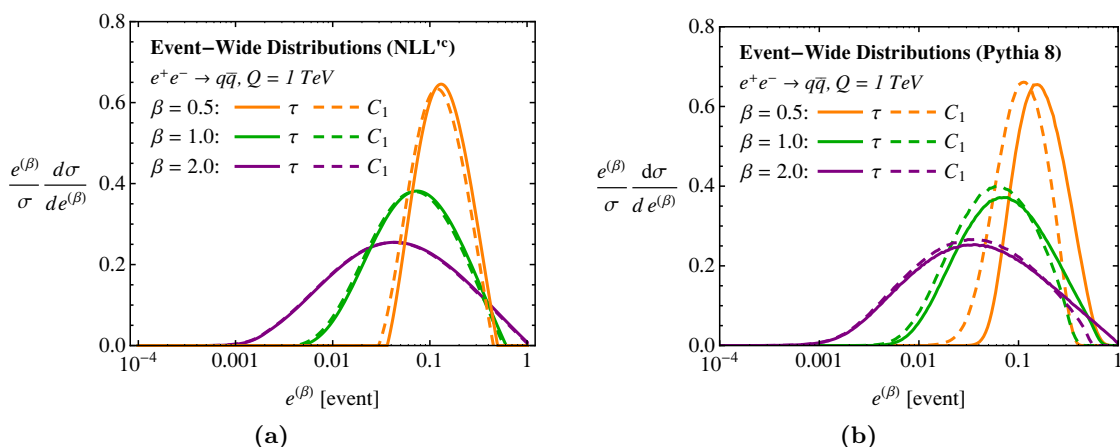 0.8
0.6
0.4
0.2
0.0
Event−Wide Distributions (NLL'ᶜ)
e⁺e⁻ → qq̅, Q = 1 TeV
β = 0.5: τ C₁
β = 1.0: τ C₁
β = 2.0: τ C₁
e^(β)/σ dσ/de^(β)
10⁻⁴ 0.001 0.01 0.1 1
e^(β) [event]
(a)
0.8
0.6
0.4
0.2
0.0
Event−Wide Distributions (Pythia 8)
e⁺e⁻ → qq̅, Q = 1 TeV
β = 0.5: τ C₁
β = 1.0: τ C₁
β = 2.0: τ C₁
e^(β)/σ dσ/de^(β)
10⁻⁴ 0.001 0.01 0.1 1
e^(β) [event]
(b)